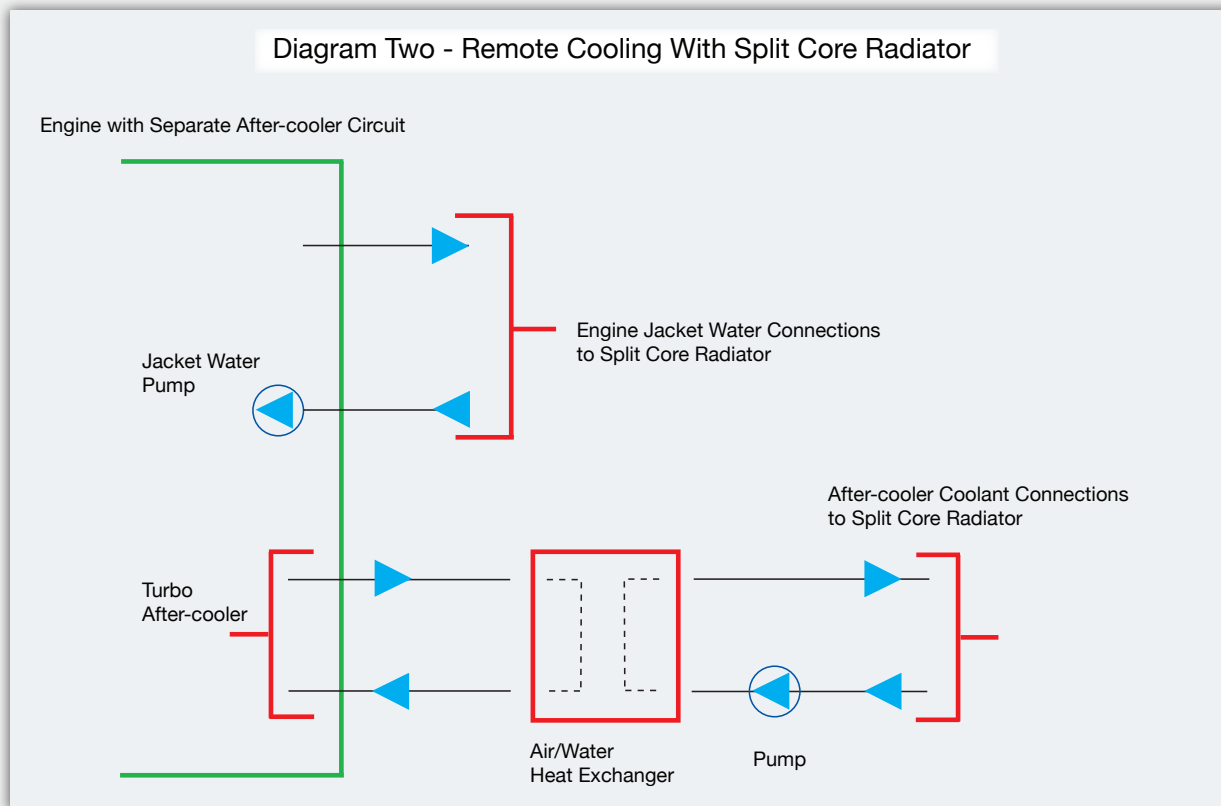 Diagram Two - Remote Cooling With Split Core Radiator
Engine with Separate After-cooler Circuit
Engine Jacket Water Connections
to Split Core Radiator
Jacket Water
Pump
After-cooler Coolant Connections
to Split Core Radiator
Turbo
After-cooler
Air/Water
Heat Exchanger
Pump